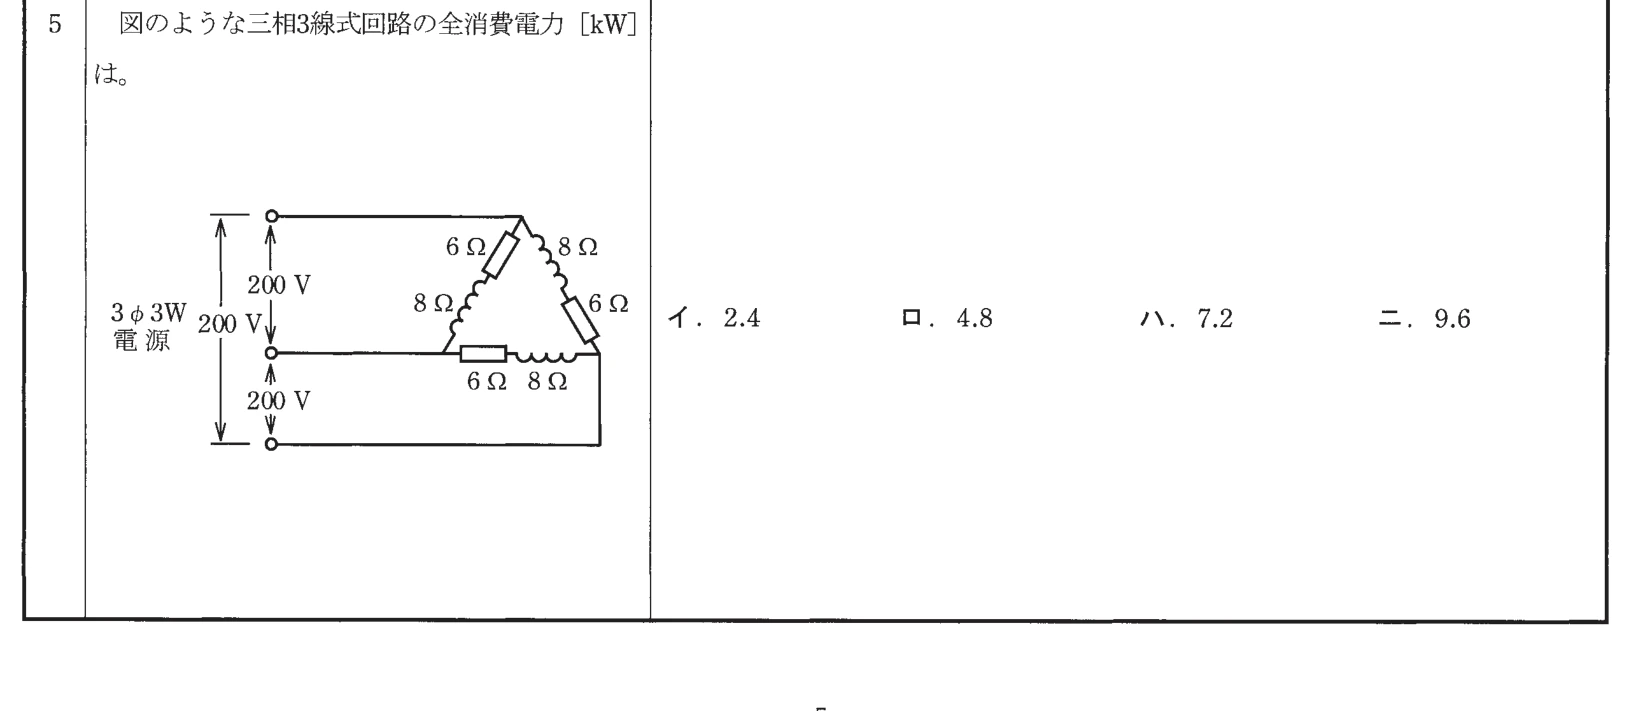 5 図のような三相3線式回路の全消費電力［kW］
は。
6 Ω 8 Ω
200 V
8 Ω 6 Ω
3φ3W 200 V
電源
イ．2.4 ロ．4.8 ハ．7.2 ニ．9.6
6 Ω 8 Ω
200 V